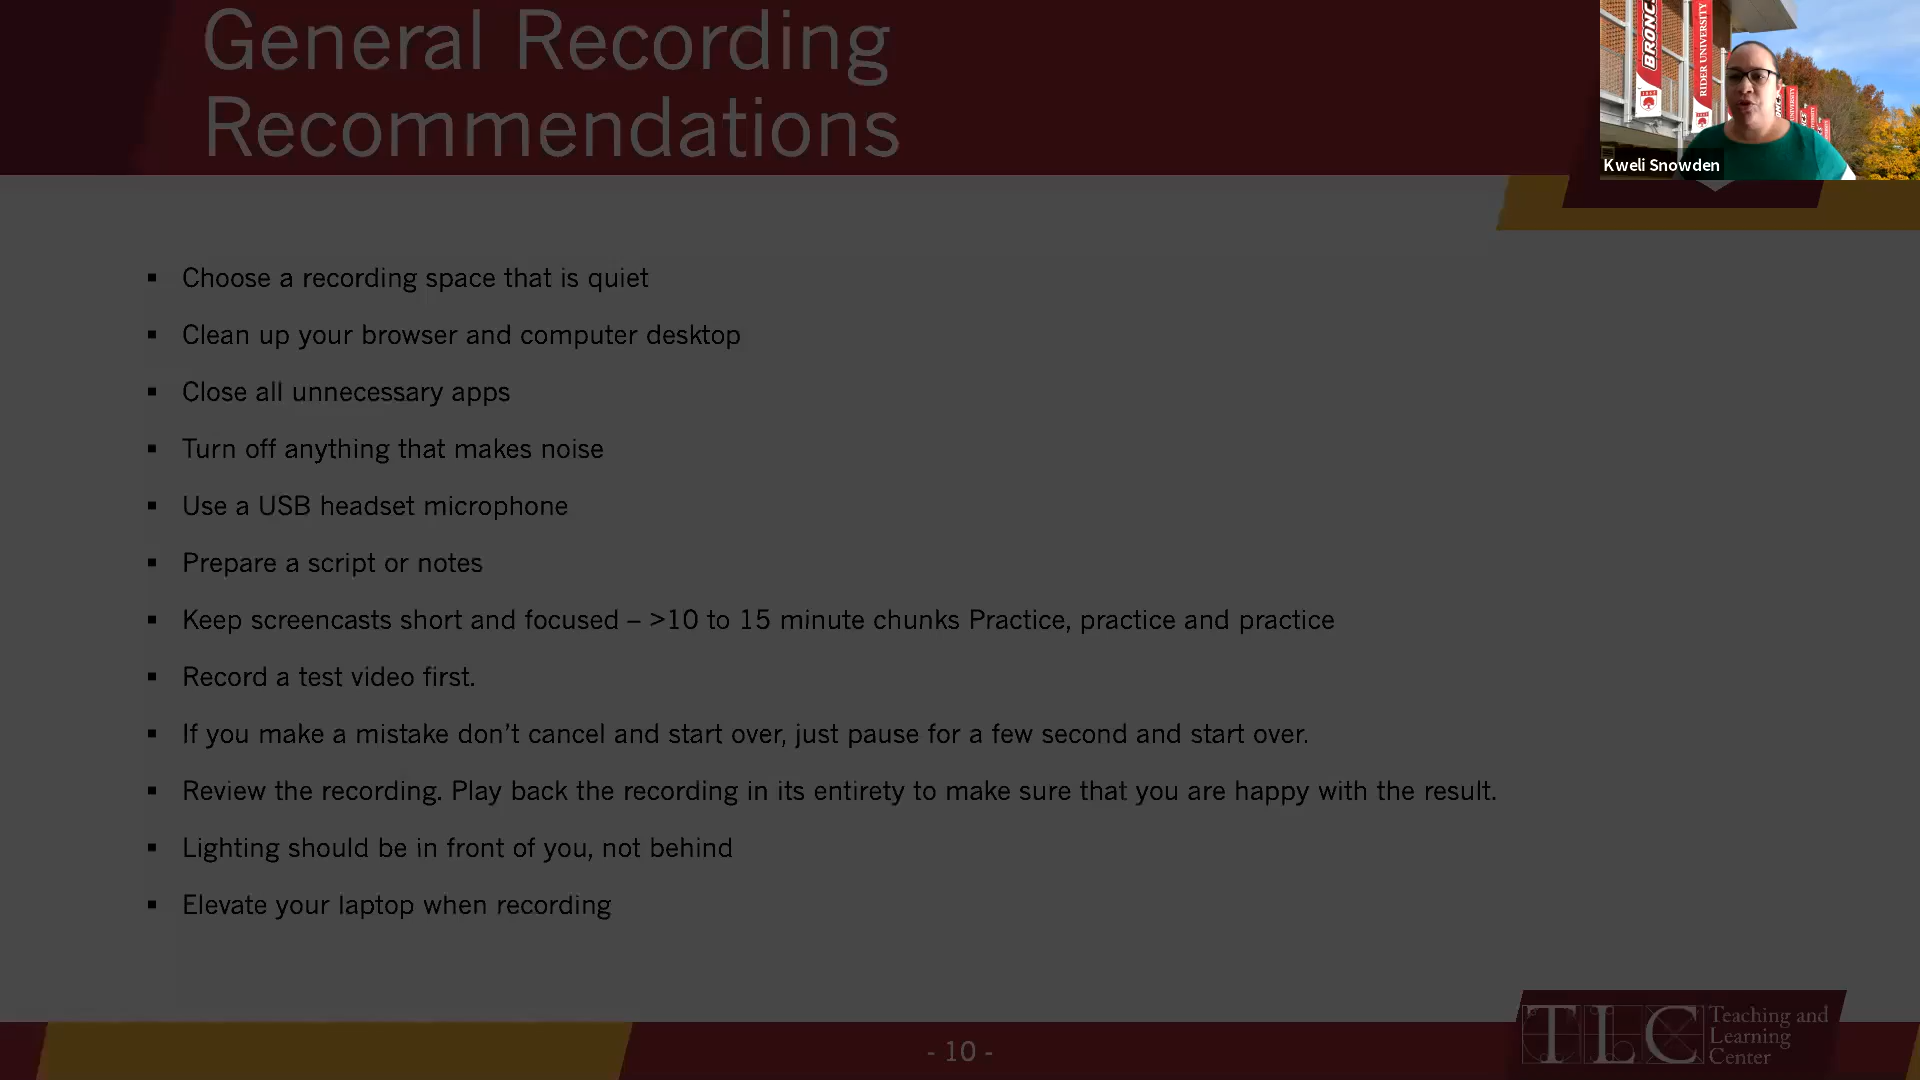 General Recording
Recommendations
BRONC
RIDER UNIVERSITY
Kweli Snowden
▪ Choose a recording space that is quiet
▪ Clean up your browser and computer desktop
▪ Close all unnecessary apps
▪ Turn off anything that makes noise
▪ Use a USB headset microphone
▪ Prepare a script or notes
▪ Keep screencasts short and focused – >10 to 15 minute chunks Practice, practice and practice
▪ Record a test video first.
▪ If you make a mistake don’t cancel and start over, just pause for a few second and start over.
▪ Review the recording. Play back the recording in its entirety to make sure that you are happy with the result.
▪ Lighting should be in front of you, not behind
▪ Elevate your laptop when recording
- 10 -
TLC
Teaching and
Learning
Center